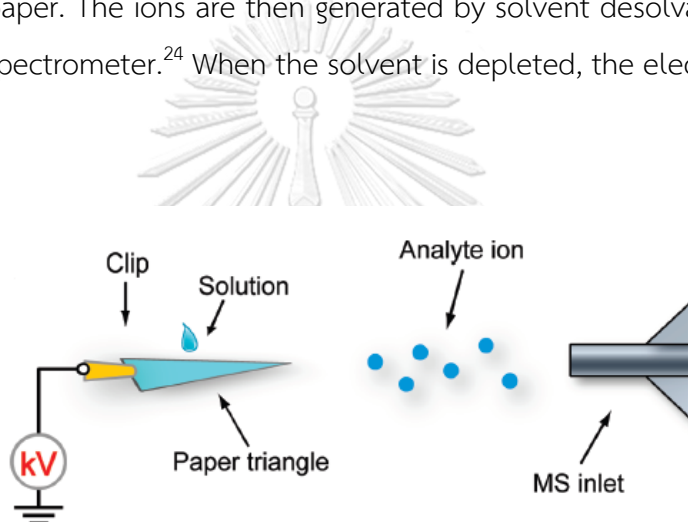 paper. The ions are then generated by solvent desolva
spectrometer.24 When the solvent is depleted, the elec
Analyte ion
Clip
Solution
Paper triangle
kV
MS inlet